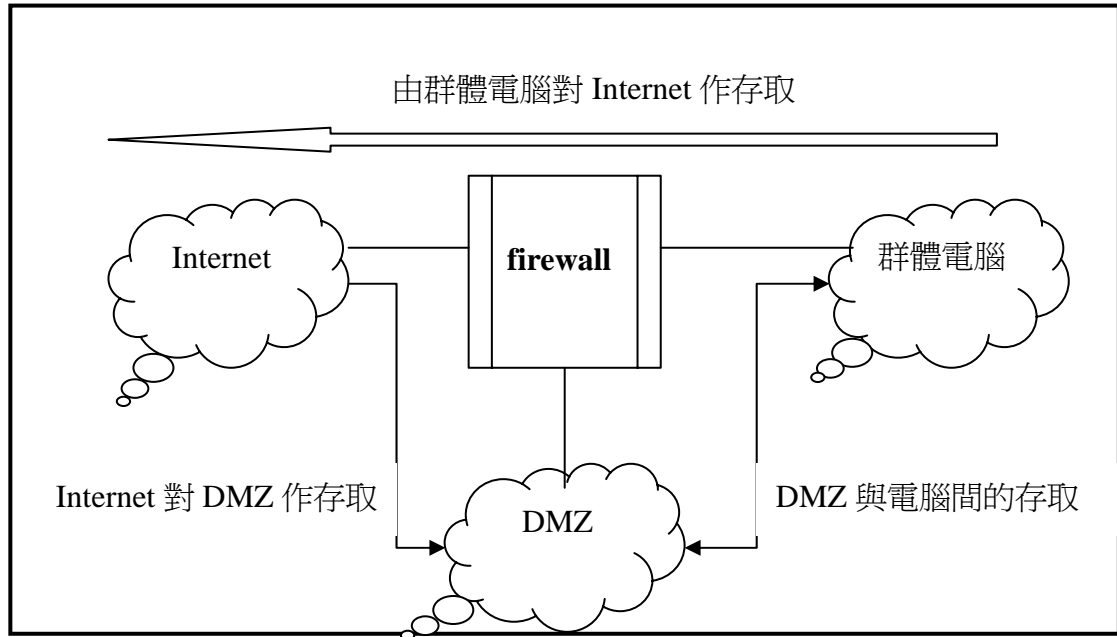 由群體電腦對 Internet 作存取
Internet
firewall
群體電腦
Internet 對 DMZ 作存取
DMZ
DMZ 與電腦間的存取